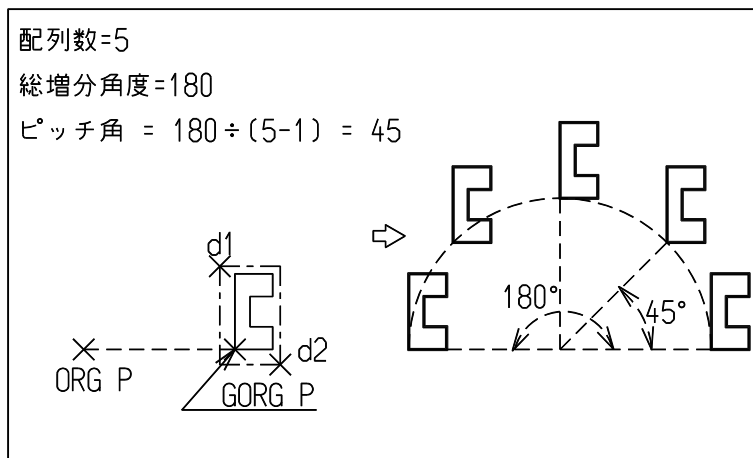 配列数=5
総増分角度=180
ピッチ角 = 180÷(5-1) = 45
d1
d2
ORG P
GORG P
180°
45°